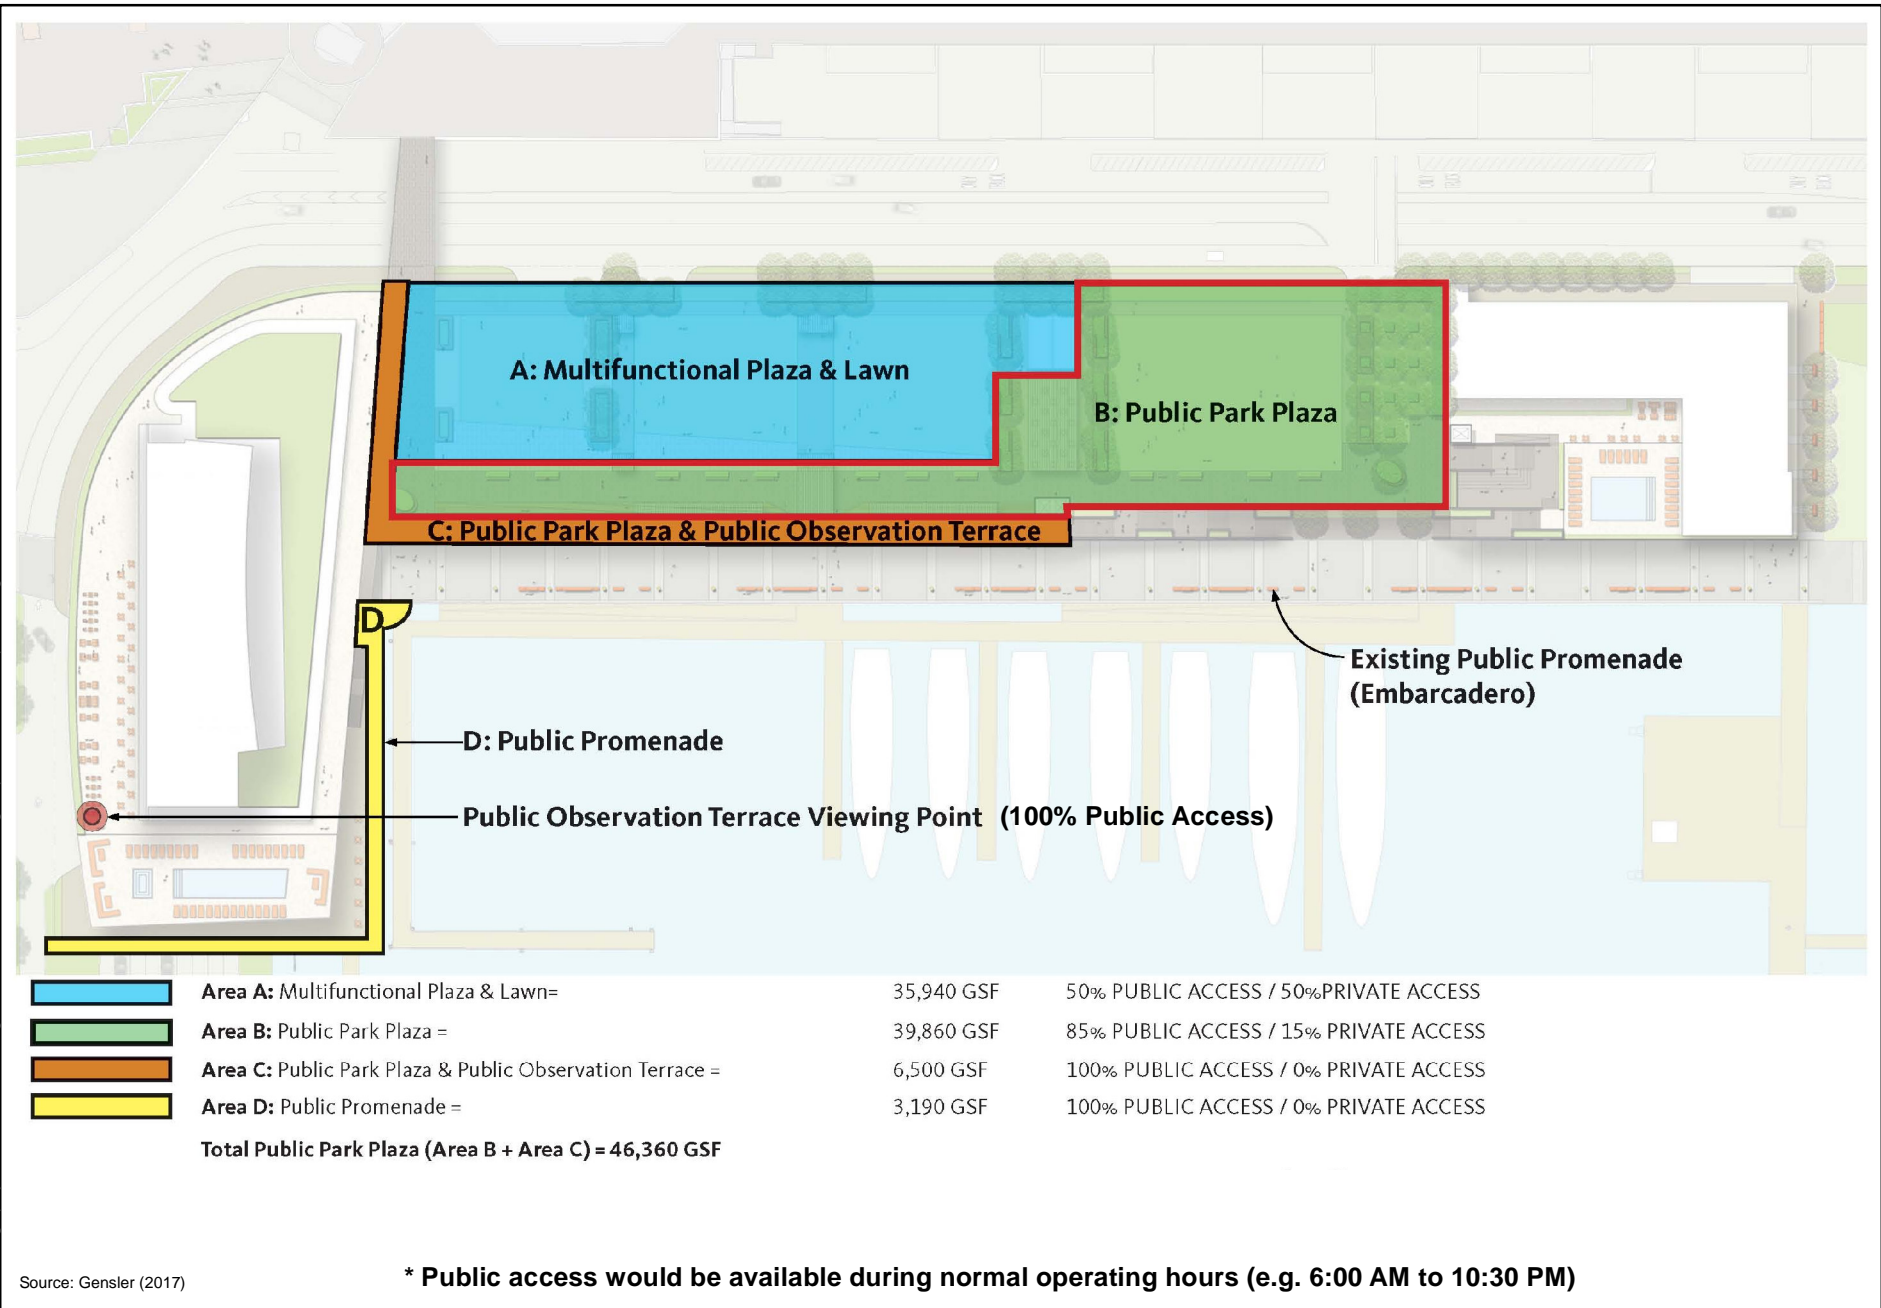 A: Multifunctional Plaza & Lawn
B: Public Park Plaza
C: Public Park Plaza & Public Observation Terrace
D
Existing Public Promenade
(Embarcadero)
D: Public Promenade
Public Observation Terrace Viewing Point (100% Public Access)
Area A: Multifunctional Plaza & Lawn= 35,940 GSF 50% PUBLIC ACCESS / 50%PRIVATE ACCESS
Area B: Public Park Plaza = 39,860 GSF 85% PUBLIC ACCESS / 15% PRIVATE ACCESS
Area C: Public Park Plaza & Public Observation Terrace = 6,500 GSF 100% PUBLIC ACCESS / 0% PRIVATE ACCESS
Area D: Public Promenade = 3,190 GSF 100% PUBLIC ACCESS / 0% PRIVATE ACCESS
Total Public Park Plaza (Area B + Area C) = 46,360 GSF
Source: Gensler (2017)
* Public access would be available during normal operating hours (e.g. 6:00 AM to 10:30 PM)